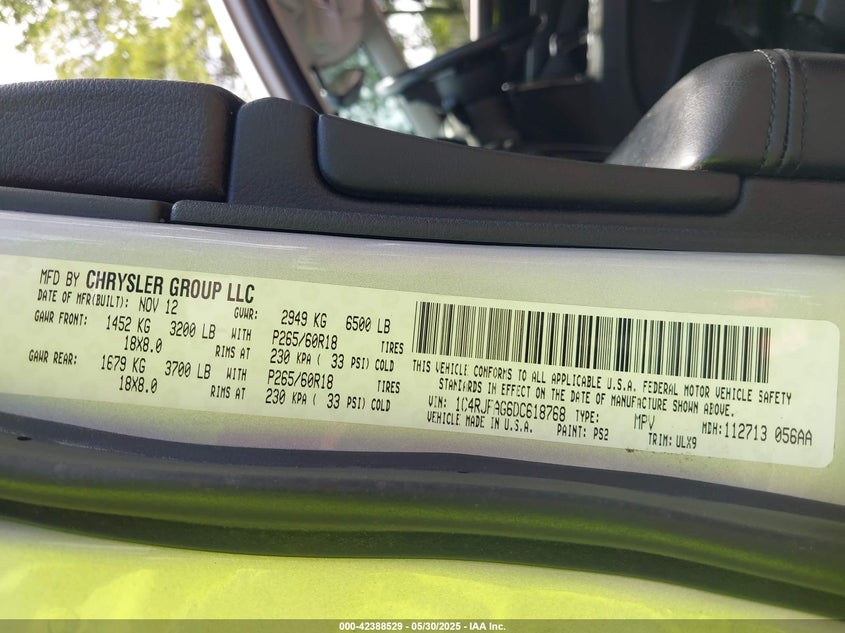 MFD BY CHRYSLER GROUP LLC
DATE OF MFR(BUILT): NOV 12 GVWR: 2949 KG 6500 LB
GAWR FRONT: 1452 KG 3200 LB WITH P265/60R18 TIRES
18X8.0 RIMS AT 230 KPA ( 33 PSI) COLD
GAWR REAR: 1679 KG 3700 LB WITH P265/60R18 TIRES
18X8.0 RIMS AT 230 KPA ( 33 PSI) COLD
THIS VEHICLE CONFORMS TO ALL APPLICABLE U.S.A. FEDERAL MOTOR VEHICLE SAFETY
STANDARDS IN EFFECT ON THE DATE OF MANUFACTURE SHOWN ABOVE.
VIN: 1C4RJFAG6DC618768 TYPE: MPV MDH:112713 056AA
VEHICLE MADE IN U.S.A. PAINT: PS2 TRIM: ULX9
000-42388529 — 05/30/2025 - IAA Inc.